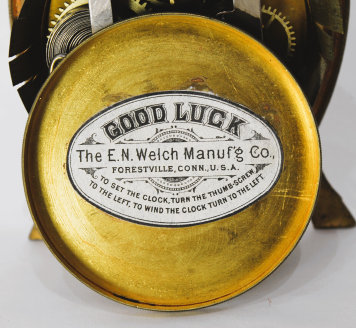 GOOD LUCK
The E.N. Welch Manuf'g Co.,
FORESTVILLE, CONN., U.S.A.
TO SET THE CLOCK, TURN THE THUMB-SCREW
TO THE LEFT, TO WIND THE CLOCK TURN TO THE LEFT